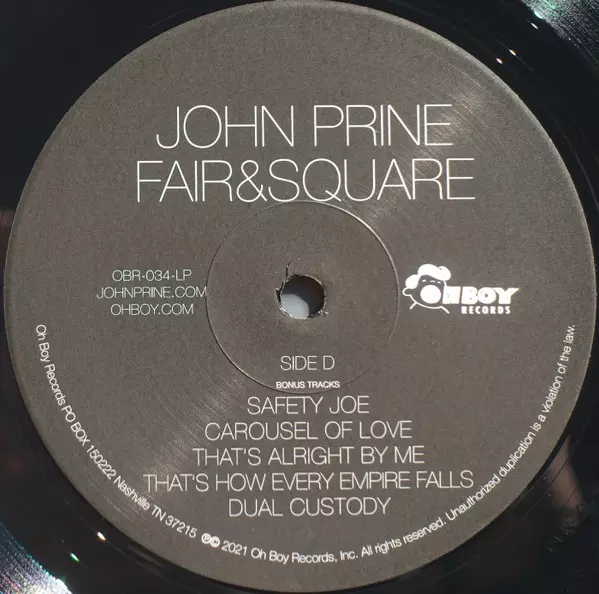 JOHN PRINE
FAIR&SQUARE
OBR-034-LP
JOHNPRINE.COM
OHBOY.COM
OH BOY
RECORDS
SIDE D
BONUS TRACKS
SAFETY JOE
CAROUSEL OF LOVE
THAT'S ALRIGHT BY ME
THAT'S HOW EVERY EMPIRE FALLS
DUAL CUSTODY
Oh Boy Records PO BOX 150222 Nashville TN 37215 ℗© 2021 Oh Boy Records, Inc. All rights reserved. Unauthorized duplication is a violation of the law.